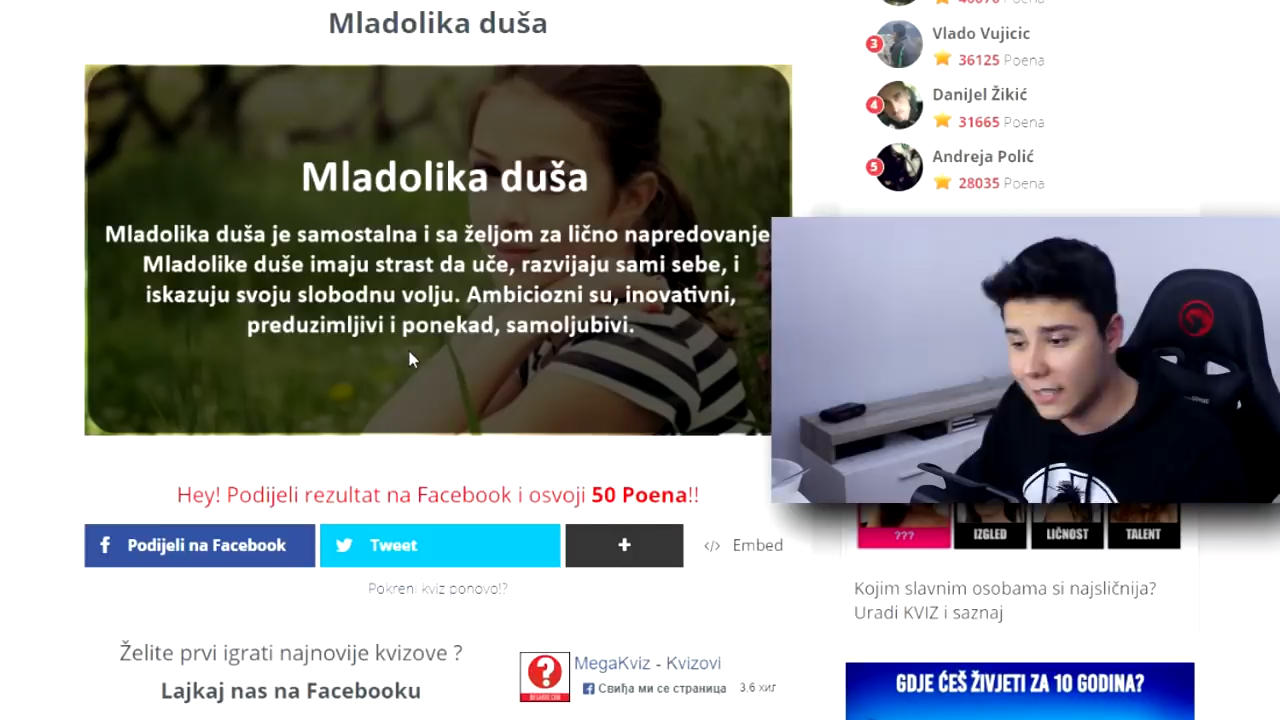 Mladolika duša
Mladolika duša
Mladolika duša je samostalna i sa željom za lično napredovanje
Mladolike duše imaju strast da uče, razvijaju sami sebe, i
iskazuju svoju slobodnu volju. Ambiciozni su, inovativni,
preduzimljivi i ponekad, samoljubivi.
Hey! Podijeli rezultat na Facebook i osvoji 50 Poena!!
Podijeli na Facebook
Tweet
+
</> Embed
Pokreni kviz ponovo!?
Želite prvi igrati najnovije kvizove ?
Lajkaj nas na Facebooku
MegaKviz - Kvizovi
Свиђа ми се страница 3.6 хиљ
Poena
3
Vlado Vujicic
36125 Poena
4
DaniJel Žikić
31665 Poena
5
Andreja Polić
28035 Poena
???
IZGLED
LIČNOST
TALENT
Kojim slavnim osobama si najsličnija?
Uradi KVIZ i saznaj
GDJE ĆEŠ ŽIVJETI ZA 10 GODINA?